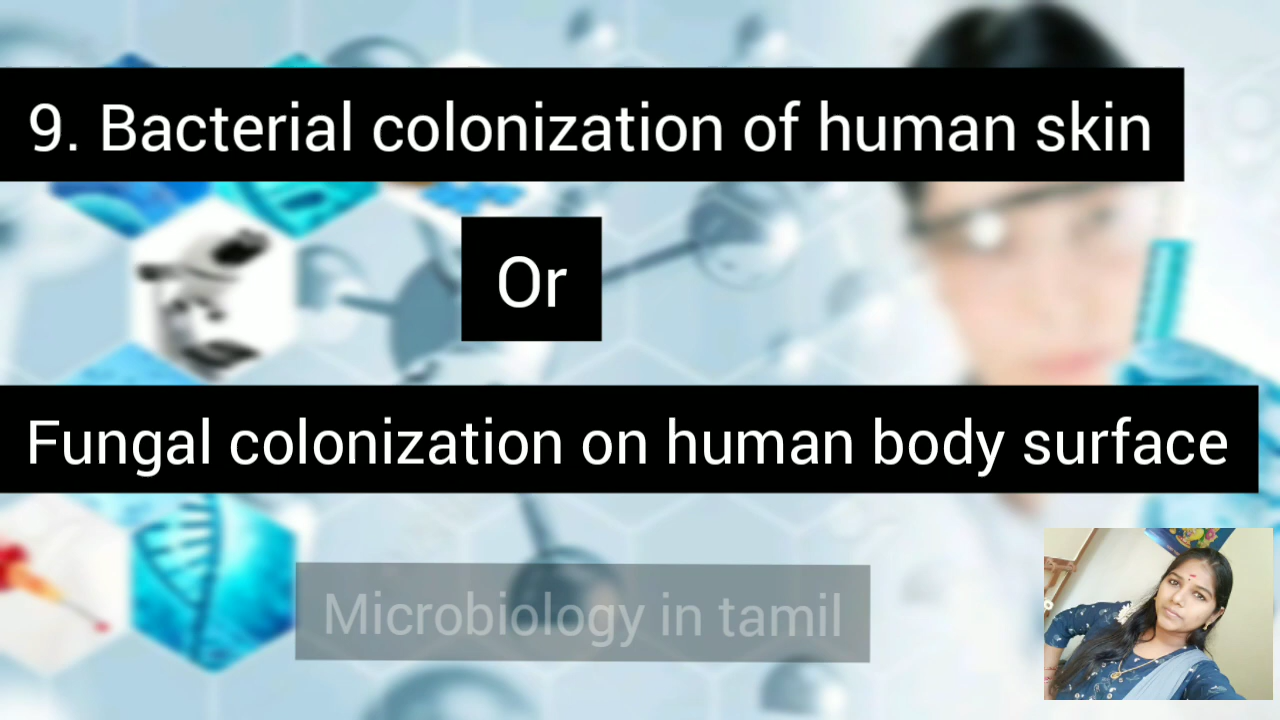 9. Bacterial colonization of human skin
Or
Fungal colonization on human body surface
Microbiology in tamil